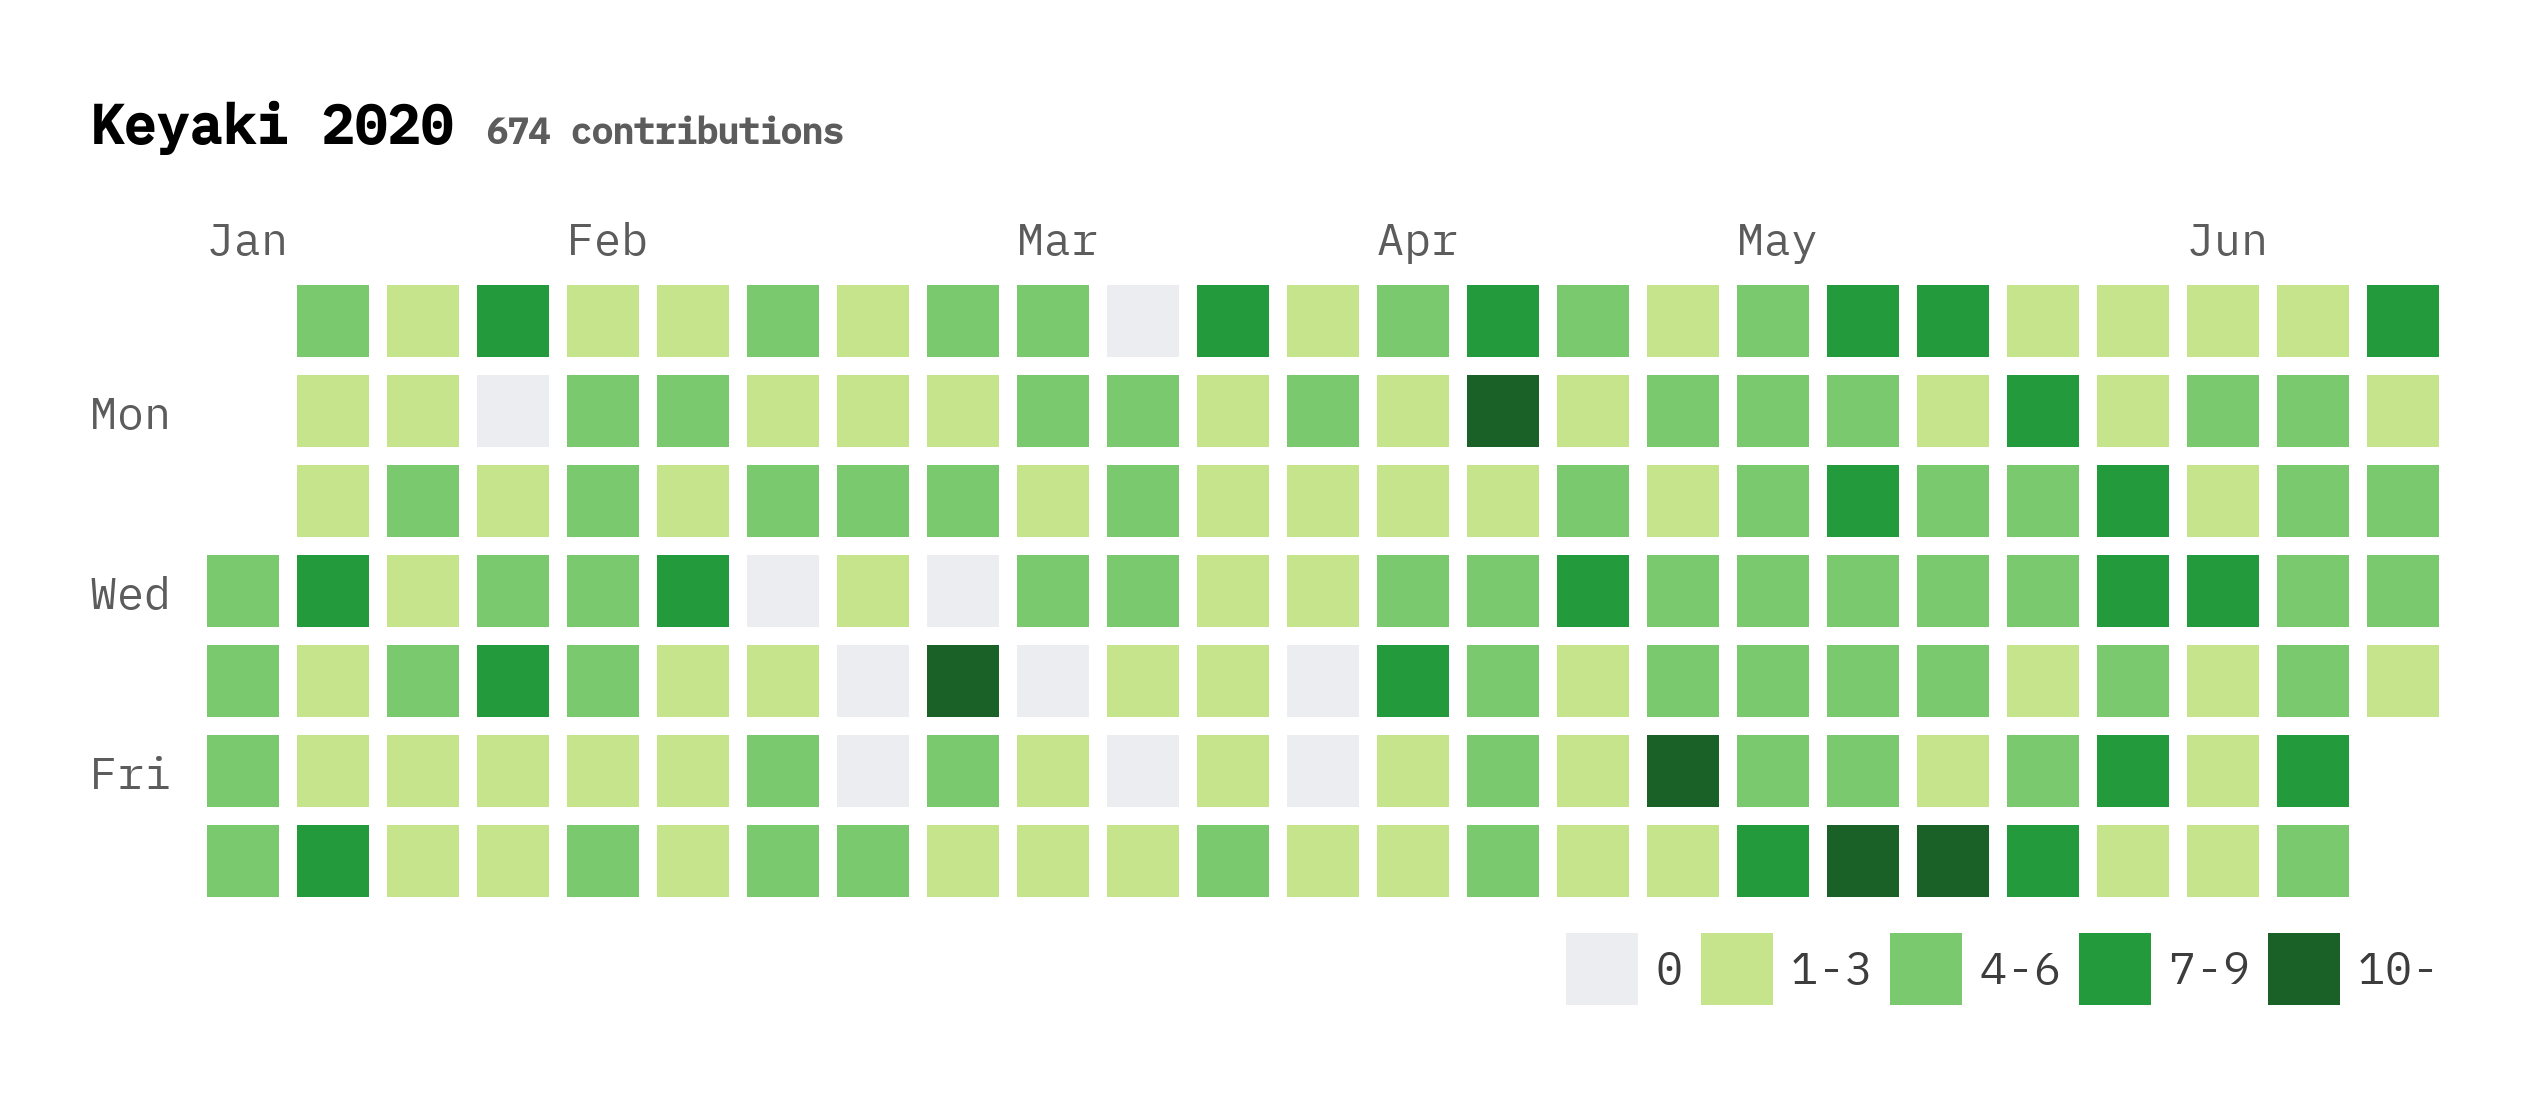 Keyaki 2020 674 contributions
Jan Feb Mar Apr May Jun
Mon
Wed
Fri
0 1-3 4-6 7-9 10-